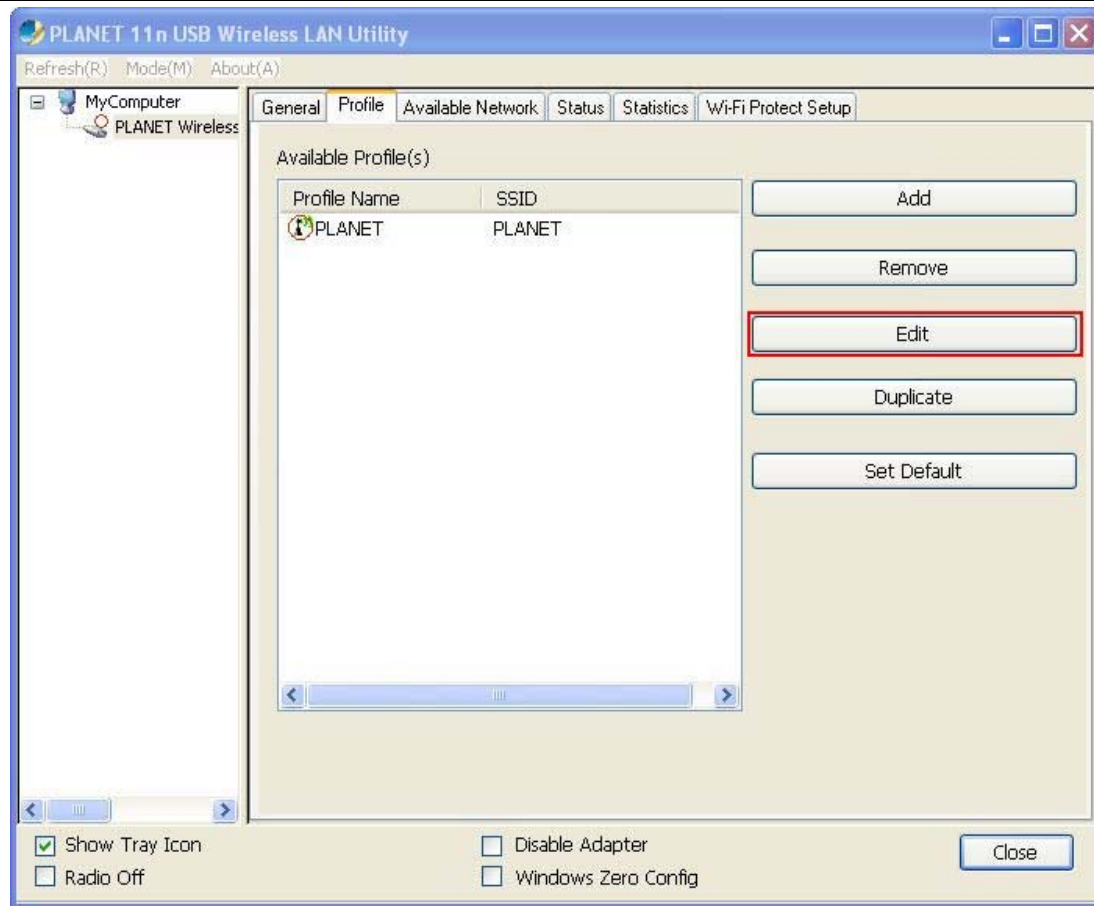 PLANET 11n USB Wireless LAN Utility
Refresh(R) Mode(M) About(A)
MyComputer
PLANET Wireless
General Profile Available Network Status Statistics Wi-Fi Protect Setup
Available Profile(s)
Profile Name SSID
PLANET PLANET
Add
Remove
Edit
Duplicate
Set Default
Show Tray Icon
Radio Off
Disable Adapter
Windows Zero Config
Close